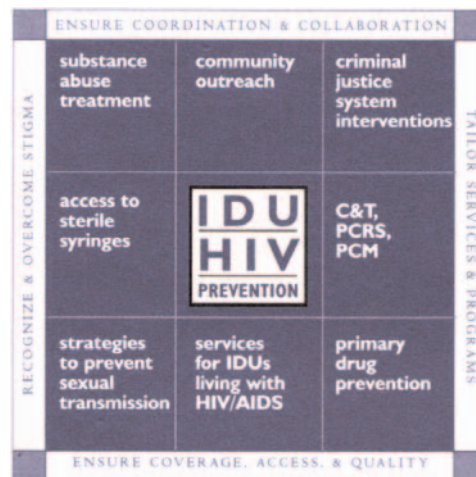 ENSURE COORDINATION & COLLABORATION
RECOGNIZE & OVERCOME STIGMA
substance
abuse
treatment
community
outreach
criminal
justice
system
interventions
access to
sterile
syringes
IDU
HIV
PREVENTION
C&T,
PCRS,
PCM
strategies
to prevent
sexual
transmission
services
for IDUs
living with
HIV/AIDS
primary
drug
prevention
TAILOR SERVICES & PROGRAMS
ENSURE COVERAGE, ACCESS, & QUALITY